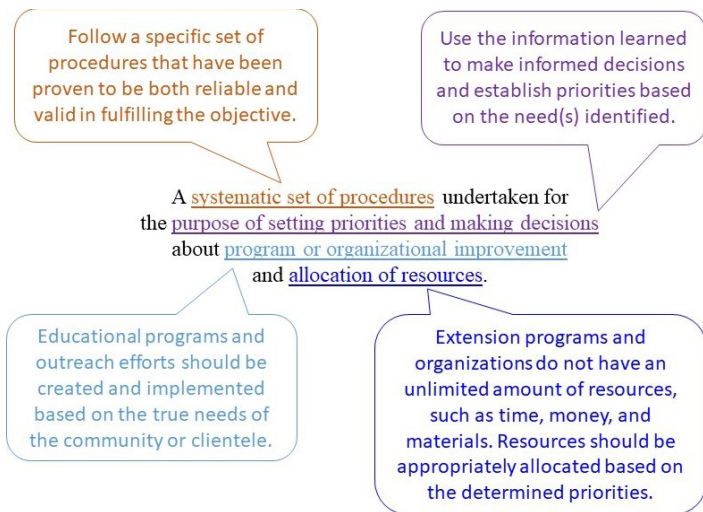 Follow a specific set of
procedures that have been
proven to be both reliable and
valid in fulfilling the objective.
Use the information learned
to make informed decisions
and establish priorities based
on the need(s) identified.
A systematic set of procedures undertaken for
the purpose of setting priorities and making decisions
about program or organizational improvement
and allocation of resources.
Educational programs and
outreach efforts should be
created and implemented
based on the true needs of
the community or clientele.
Extension programs and
organizations do not have an
unlimited amount of resources,
such as time, money, and
materials. Resources should be
appropriately allocated based on
the determined priorities.